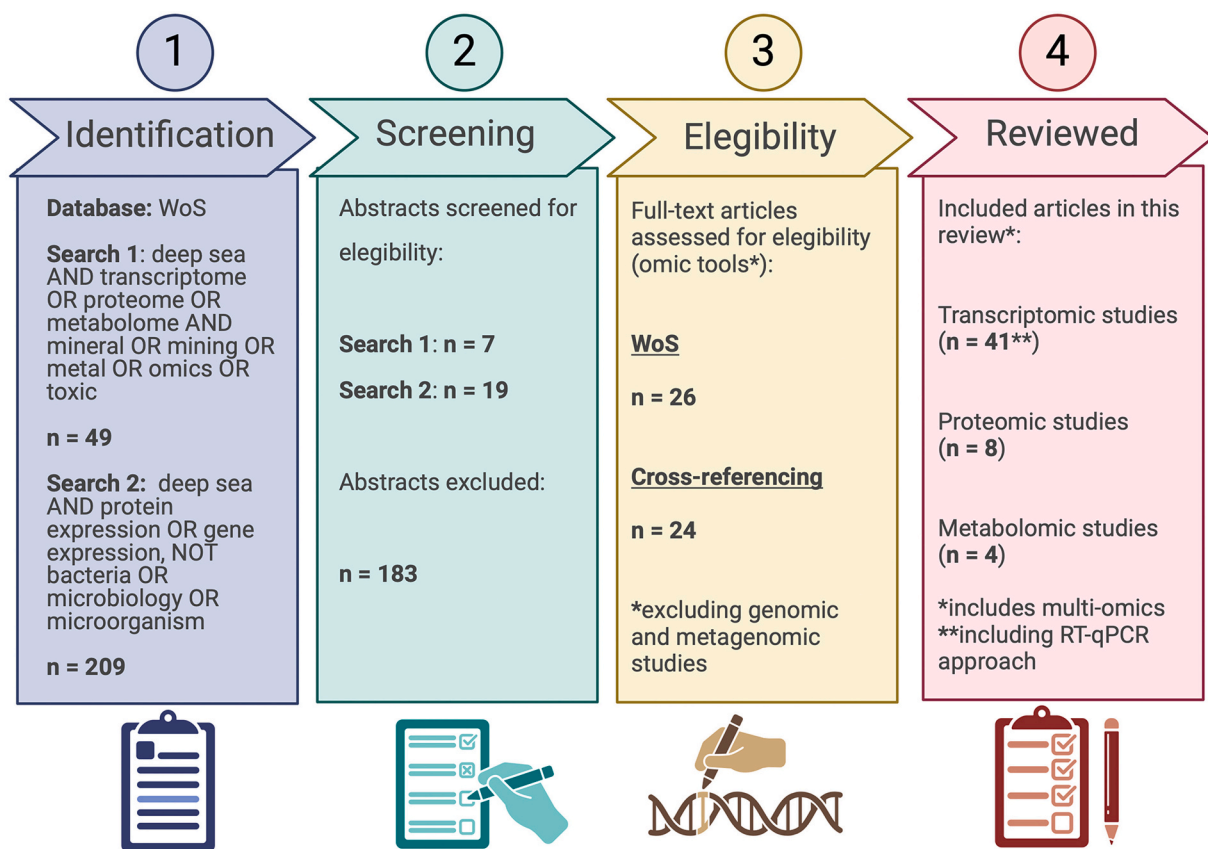 1
Identification
Database: WoS
Search 1: deep sea
AND transcriptome
OR proteome OR
metabolome AND
mineral OR mining OR
metal OR omics OR
toxic
n = 49
Search 2: deep sea
AND protein
expression OR gene
expression, NOT
bacteria OR
microbiology OR
microorganism
n = 209
2
Screening
Abstracts screened for
elegibility:
Search 1: n = 7
Search 2: n = 19
Abstracts excluded:
n = 183
3
Elegibility
Full-text articles
assessed for elegibility
(omic tools*):
WoS
n = 26
Cross-referencing
n = 24
*excluding genomic
and metagenomic
studies
4
Reviewed
Included articles in this
review*:
Transcriptomic studies
(n = 41**)
Proteomic studies
(n = 8)
Metabolomic studies
(n = 4)
*includes multi-omics
**including RT-qPCR
approach